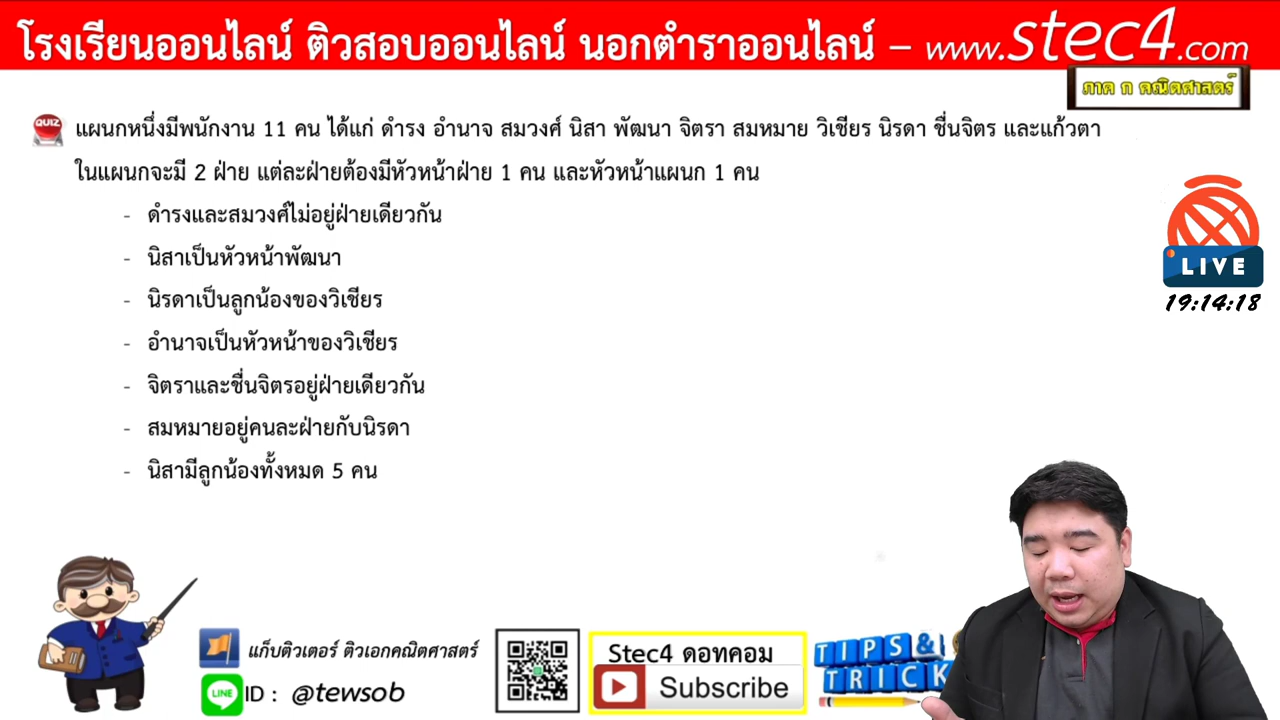 โรงเรียนออนไลน์ ติวสอบออนไลน์ นอกตำราออนไลน์ – www.stec4.com
ภาค ก คณิตศาสตร์
QUIZ
แผนกหนึ่งมีพนักงาน 11 คน ได้แก่ ดำรง อำนาจ สมวงศ์ นิสา พัฒนา จิตรา สมหมาย วิเชียร นิรดา ชื่นจิตร และแก้วตา
ในแผนกจะมี 2 ฝ่าย แต่ละฝ่ายต้องมีหัวหน้าฝ่าย 1 คน และหัวหน้าแผนก 1 คน
- ดำรงและสมวงศ์ไม่อยู่ฝ่ายเดียวกัน
- นิสาเป็นหัวหน้าพัฒนา
- นิรดาเป็นลูกน้องของวิเชียร
- อำนาจเป็นหัวหน้าของวิเชียร
- จิตราและชื่นจิตรอยู่ฝ่ายเดียวกัน
- สมหมายอยู่คนละฝ่ายกับนิรดา
- นิสามีลูกน้องทั้งหมด 5 คน
LIVE
19:14:18
แก็บติวเตอร์ ติวเอกคณิตศาสตร์
LINE ID : @tewsob
Stec4 ดอทคอม
Subscribe
TIPS &
TRICK